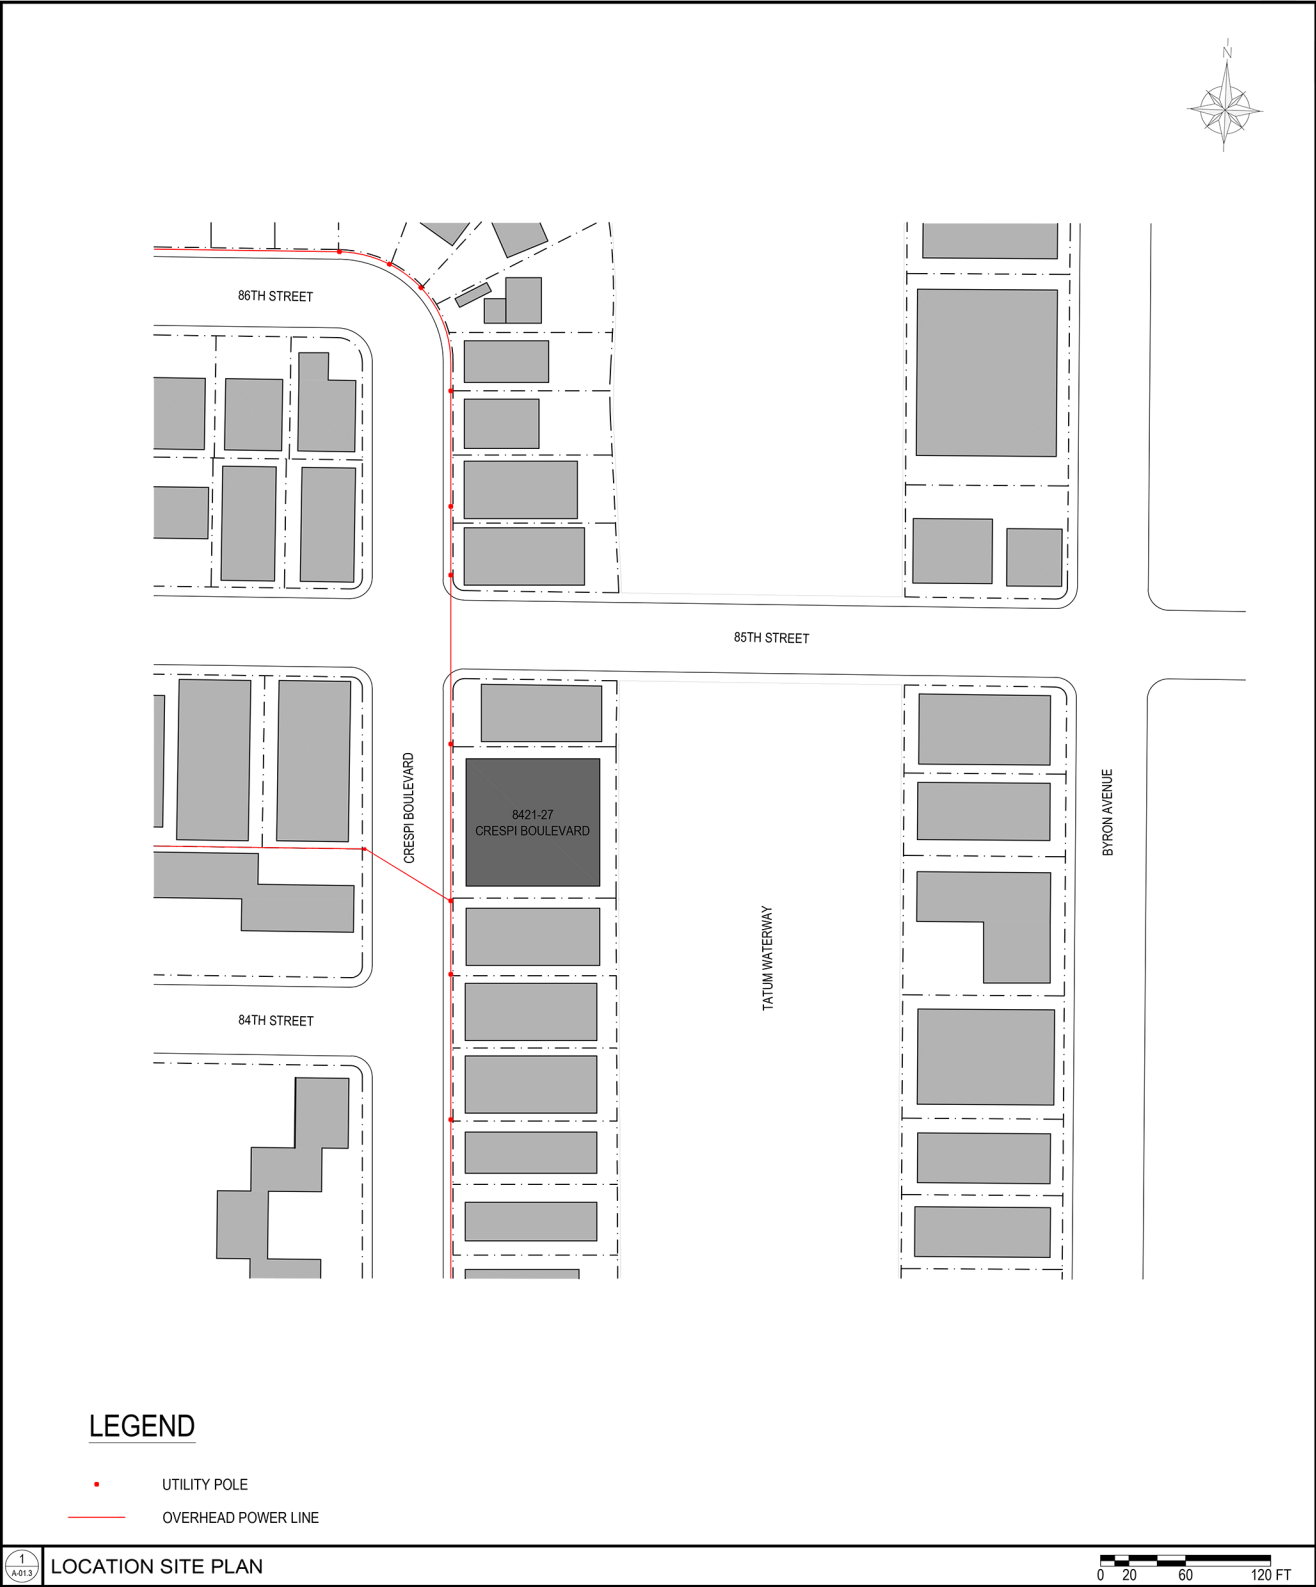 N
86TH STREET
85TH STREET
CRESPI BOULEVARD
8421-27
CRESPI BOULEVARD
BYRON AVENUE
TATUM WATERWAY
84TH STREET
LEGEND
UTILITY POLE
OVERHEAD POWER LINE
1
A-01.3
LOCATION SITE PLAN
0 20 60 120 FT